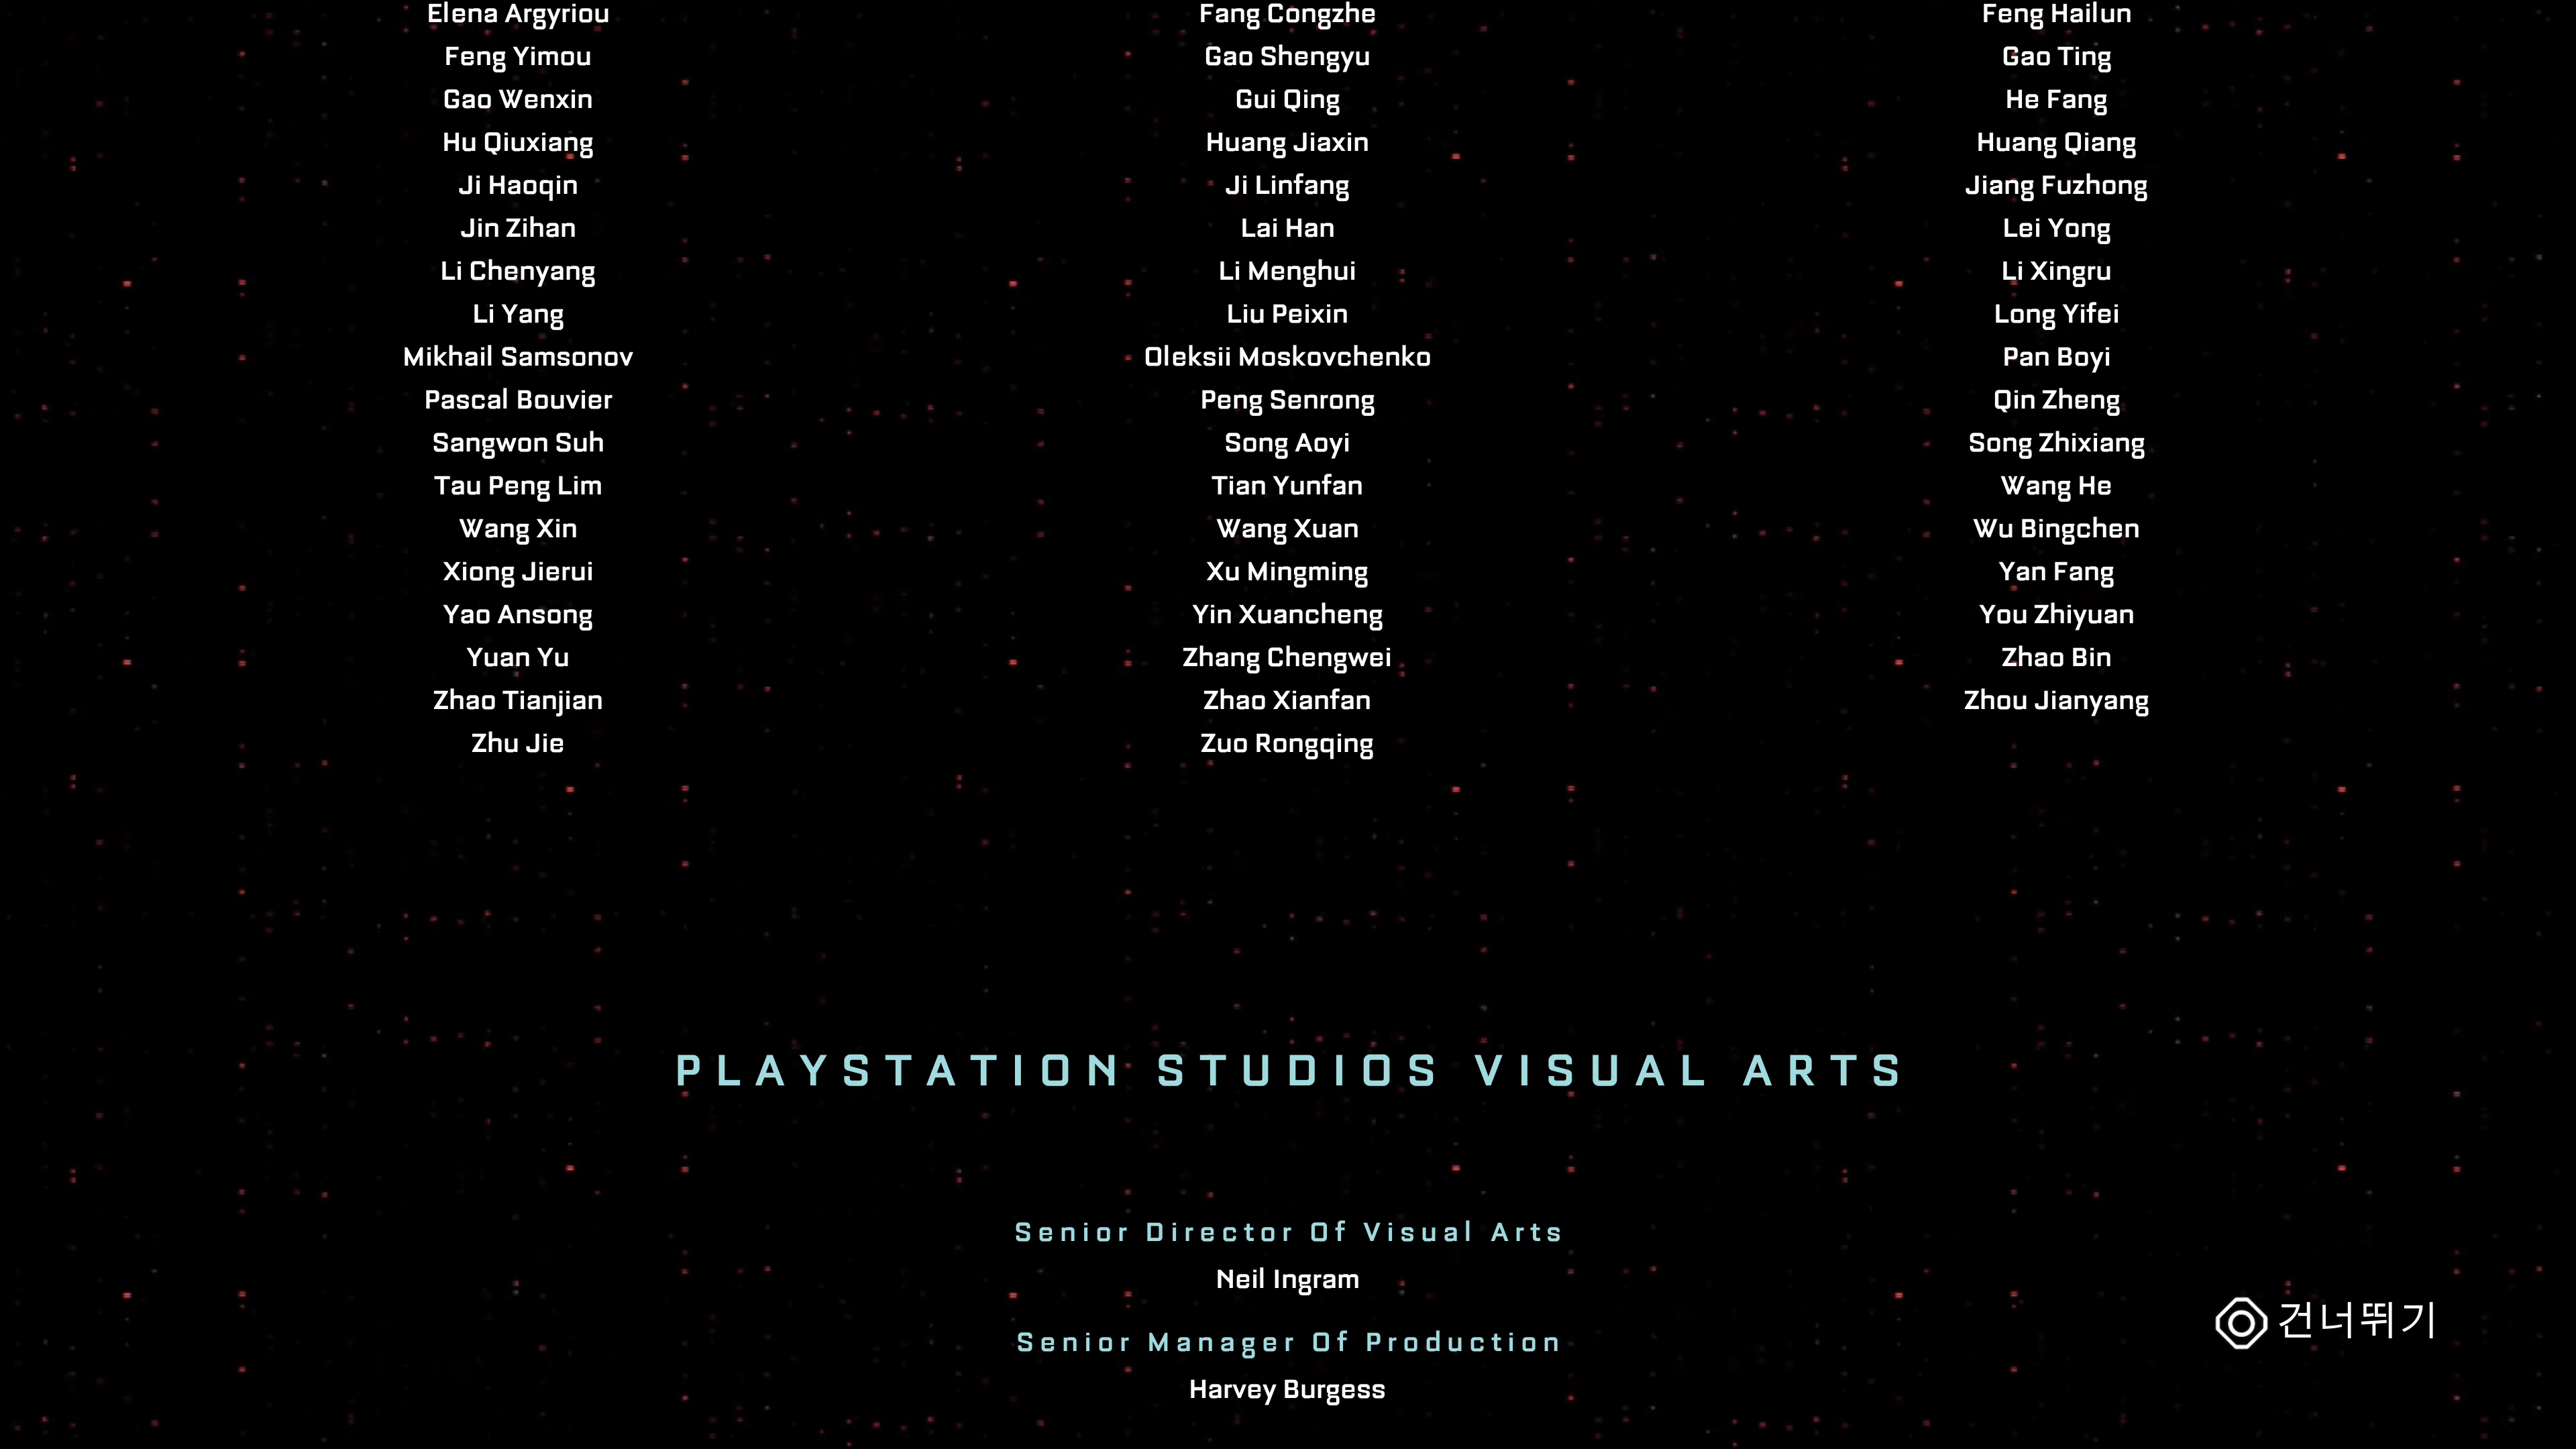 Elena Argyriou Fang Congzhe Feng Hailun
Feng Yimou Gao Shengyu Gao Ting
Gao Wenxin Gui Qing He Fang
Hu Qiuxiang Huang Jiaxin Huang Qiang
Ji Haoqin Ji Linfang Jiang Fuzhong
Jin Zihan Lai Han Lei Yong
Li Chenyang Li Menghui Li Xingru
Li Yang Liu Peixin Long Yifei
Mikhail Samsonov Oleksii Moskovchenko Pan Boyi
Pascal Bouvier Peng Senrong Qin Zheng
Sangwon Suh Song Aoyi Song Zhixiang
Tau Peng Lim Tian Yunfan Wang He
Wang Xin Wang Xuan Wu Bingchen
Xiong Jierui Xu Mingming Yan Fang
Yao Ansong Yin Xuancheng You Zhiyuan
Yuan Yu Zhang Chengwei Zhao Bin
Zhao Tianjian Zhao Xianfan Zhou Jianyang
Zhu Jie Zuo Rongqing
PLAYSTATION STUDIOS VISUAL ARTS
Senior Director Of Visual Arts
Neil Ingram
Senior Manager Of Production
Harvey Burgess
건너뛰기